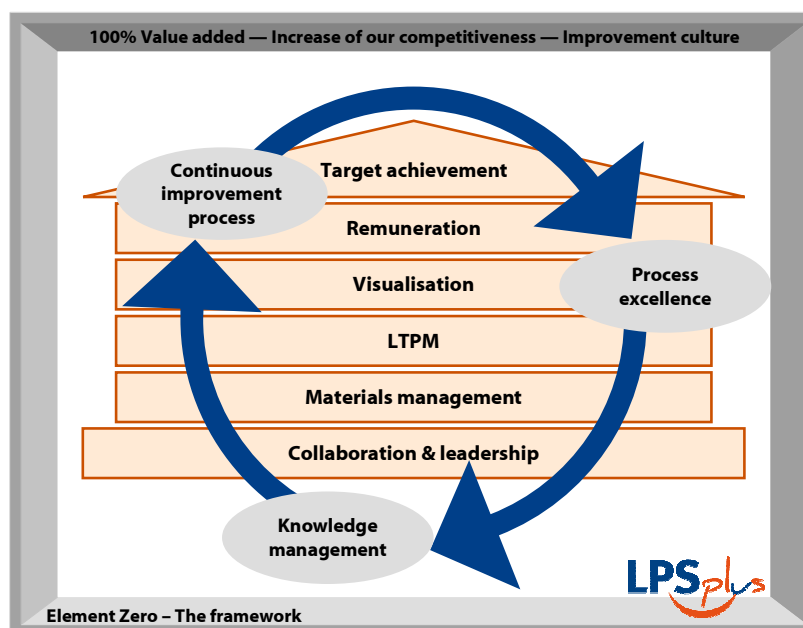 100% Value added — Increase of our competitiveness — Improvement culture
Continuous
improvement
process
Target achievement
Remuneration
Visualisation
Process
excellence
LTPM
Materials management
Collaboration & leadership
Knowledge
management
LPSplus
Element Zero – The framework